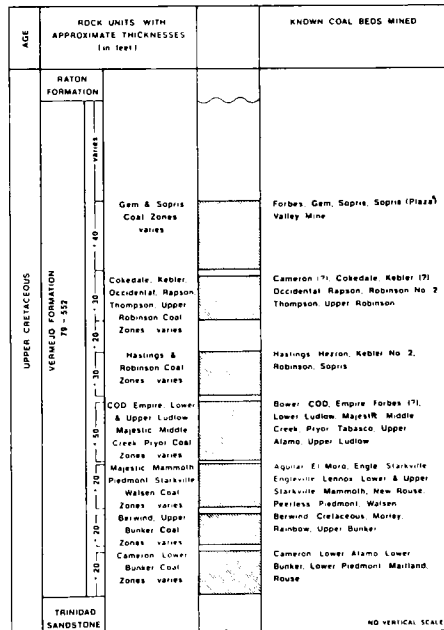 AGE
ROCK UNITS WITH
APPROXIMATE THICKNESSES
(in feet)
KNOWN COAL BEDS MINED
RATON
FORMATION
UPPER CRETACEOUS
VERMEJO FORMATION
79 - 552
varies
Gem & Sopris
Coal Zones
varies
Forbes, Gem, Sopris, Sopris (Plaza)
Valley Mine
40
Cokedale, Kebler,
Occidental, Rapson,
Thompson, Upper
Robinson Coal
Zones varies
Cameron (?), Cokedale, Kebler (?)
Occidental Rapson, Robinson No. 2
Thompson, Upper Robinson
30
20
Hastings &
Robinson Coal
Zones varies
Hastings Hezron, Kebler No 2,
Robinson, Sopris
30
COD Empire, Lower
& Upper Ludlow
Majestic Middle
Creek Pryor Coal
Zones varies
Bower COD, Empire Forbes (?),
Lower Ludlow, Majestic Middle
Creek, Pryor Tabasco, Upper
Alamo, Upper Ludlow
50
Majestic Mammoth
Piedmont Starkville
Walsen Coal
Zones varies
Aguilar El Moro, Engle Starkville
Engleville Lennox Lower & Upper
Starkville Mammoth, New Rouse,
Peerless Piedmont, Walsen
20
Berwind, Upper
Bunker Coal
Zones varies
Berwind Cretaceous Morley,
Rainbow, Upper Bunker
20
Cameron Lower
Bunker Coal
Zones varies
Cameron Lower Alamo Lower
Bunker, Lower Piedmont Maitland,
Rouse
20
TRINIDAD
SANDSTONE
NO VERTICAL SCALE